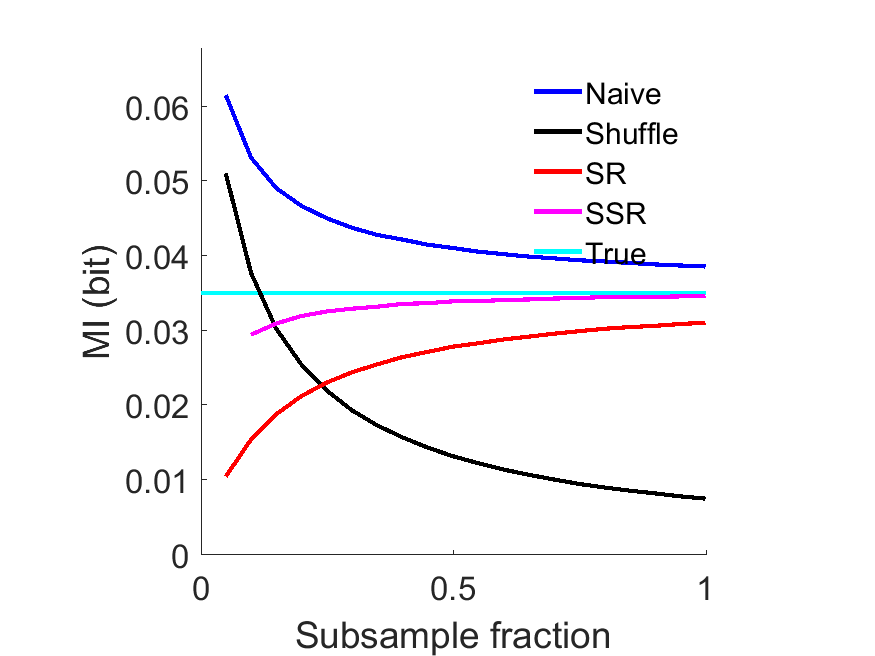 Naive
Shuffle
SR
SSR
True
0.06
0.05
0.04
0.03
0.02
0.01
0
MI (bit)
0 0.5 1
Subsample fraction